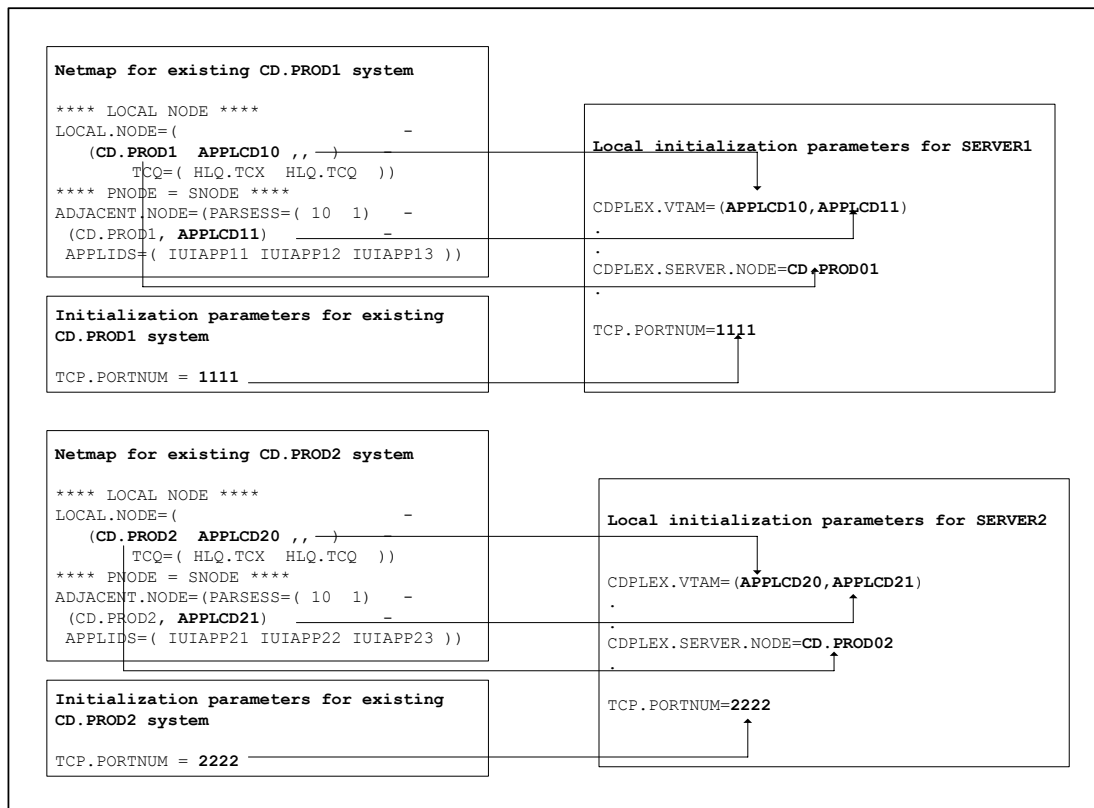 Netmap for existing CD.PROD1 system
**** LOCAL NODE ****
LOCAL.NODE=( -
(CD.PROD1 APPLCD10 ,, ) -
TCQ=( HLQ.TCX HLQ.TCQ ))
**** PNODE = SNODE ****
ADJACENT.NODE=(PARSESS=( 10 1) -
(CD.PROD1, APPLCD11) -
APPLIDS=( IUIAPP11 IUIAPP12 IUIAPP13 ))
Initialization parameters for existing
CD.PROD1 system
TCP.PORTNUM = 1111
Local initialization parameters for SERVER1
CDPLEX.VTAM=(APPLCD10,APPLCD11)
.
.
CDPLEX.SERVER.NODE=CD.PROD01
.
TCP.PORTNUM=1111
Netmap for existing CD.PROD2 system
**** LOCAL NODE ****
LOCAL.NODE=( -
(CD.PROD2 APPLCD20 ,, ) -
TCQ=( HLQ.TCX HLQ.TCQ ))
**** PNODE = SNODE ****
ADJACENT.NODE=(PARSESS=( 10 1) -
(CD.PROD2, APPLCD21) -
APPLIDS=( IUIAPP21 IUIAPP22 IUIAPP23 ))
Initialization parameters for existing
CD.PROD2 system
TCP.PORTNUM = 2222
Local initialization parameters for SERVER2
CDPLEX.VTAM=(APPLCD20,APPLCD21)
.
.
CDPLEX.SERVER.NODE=CD.PROD02
.
TCP.PORTNUM=2222